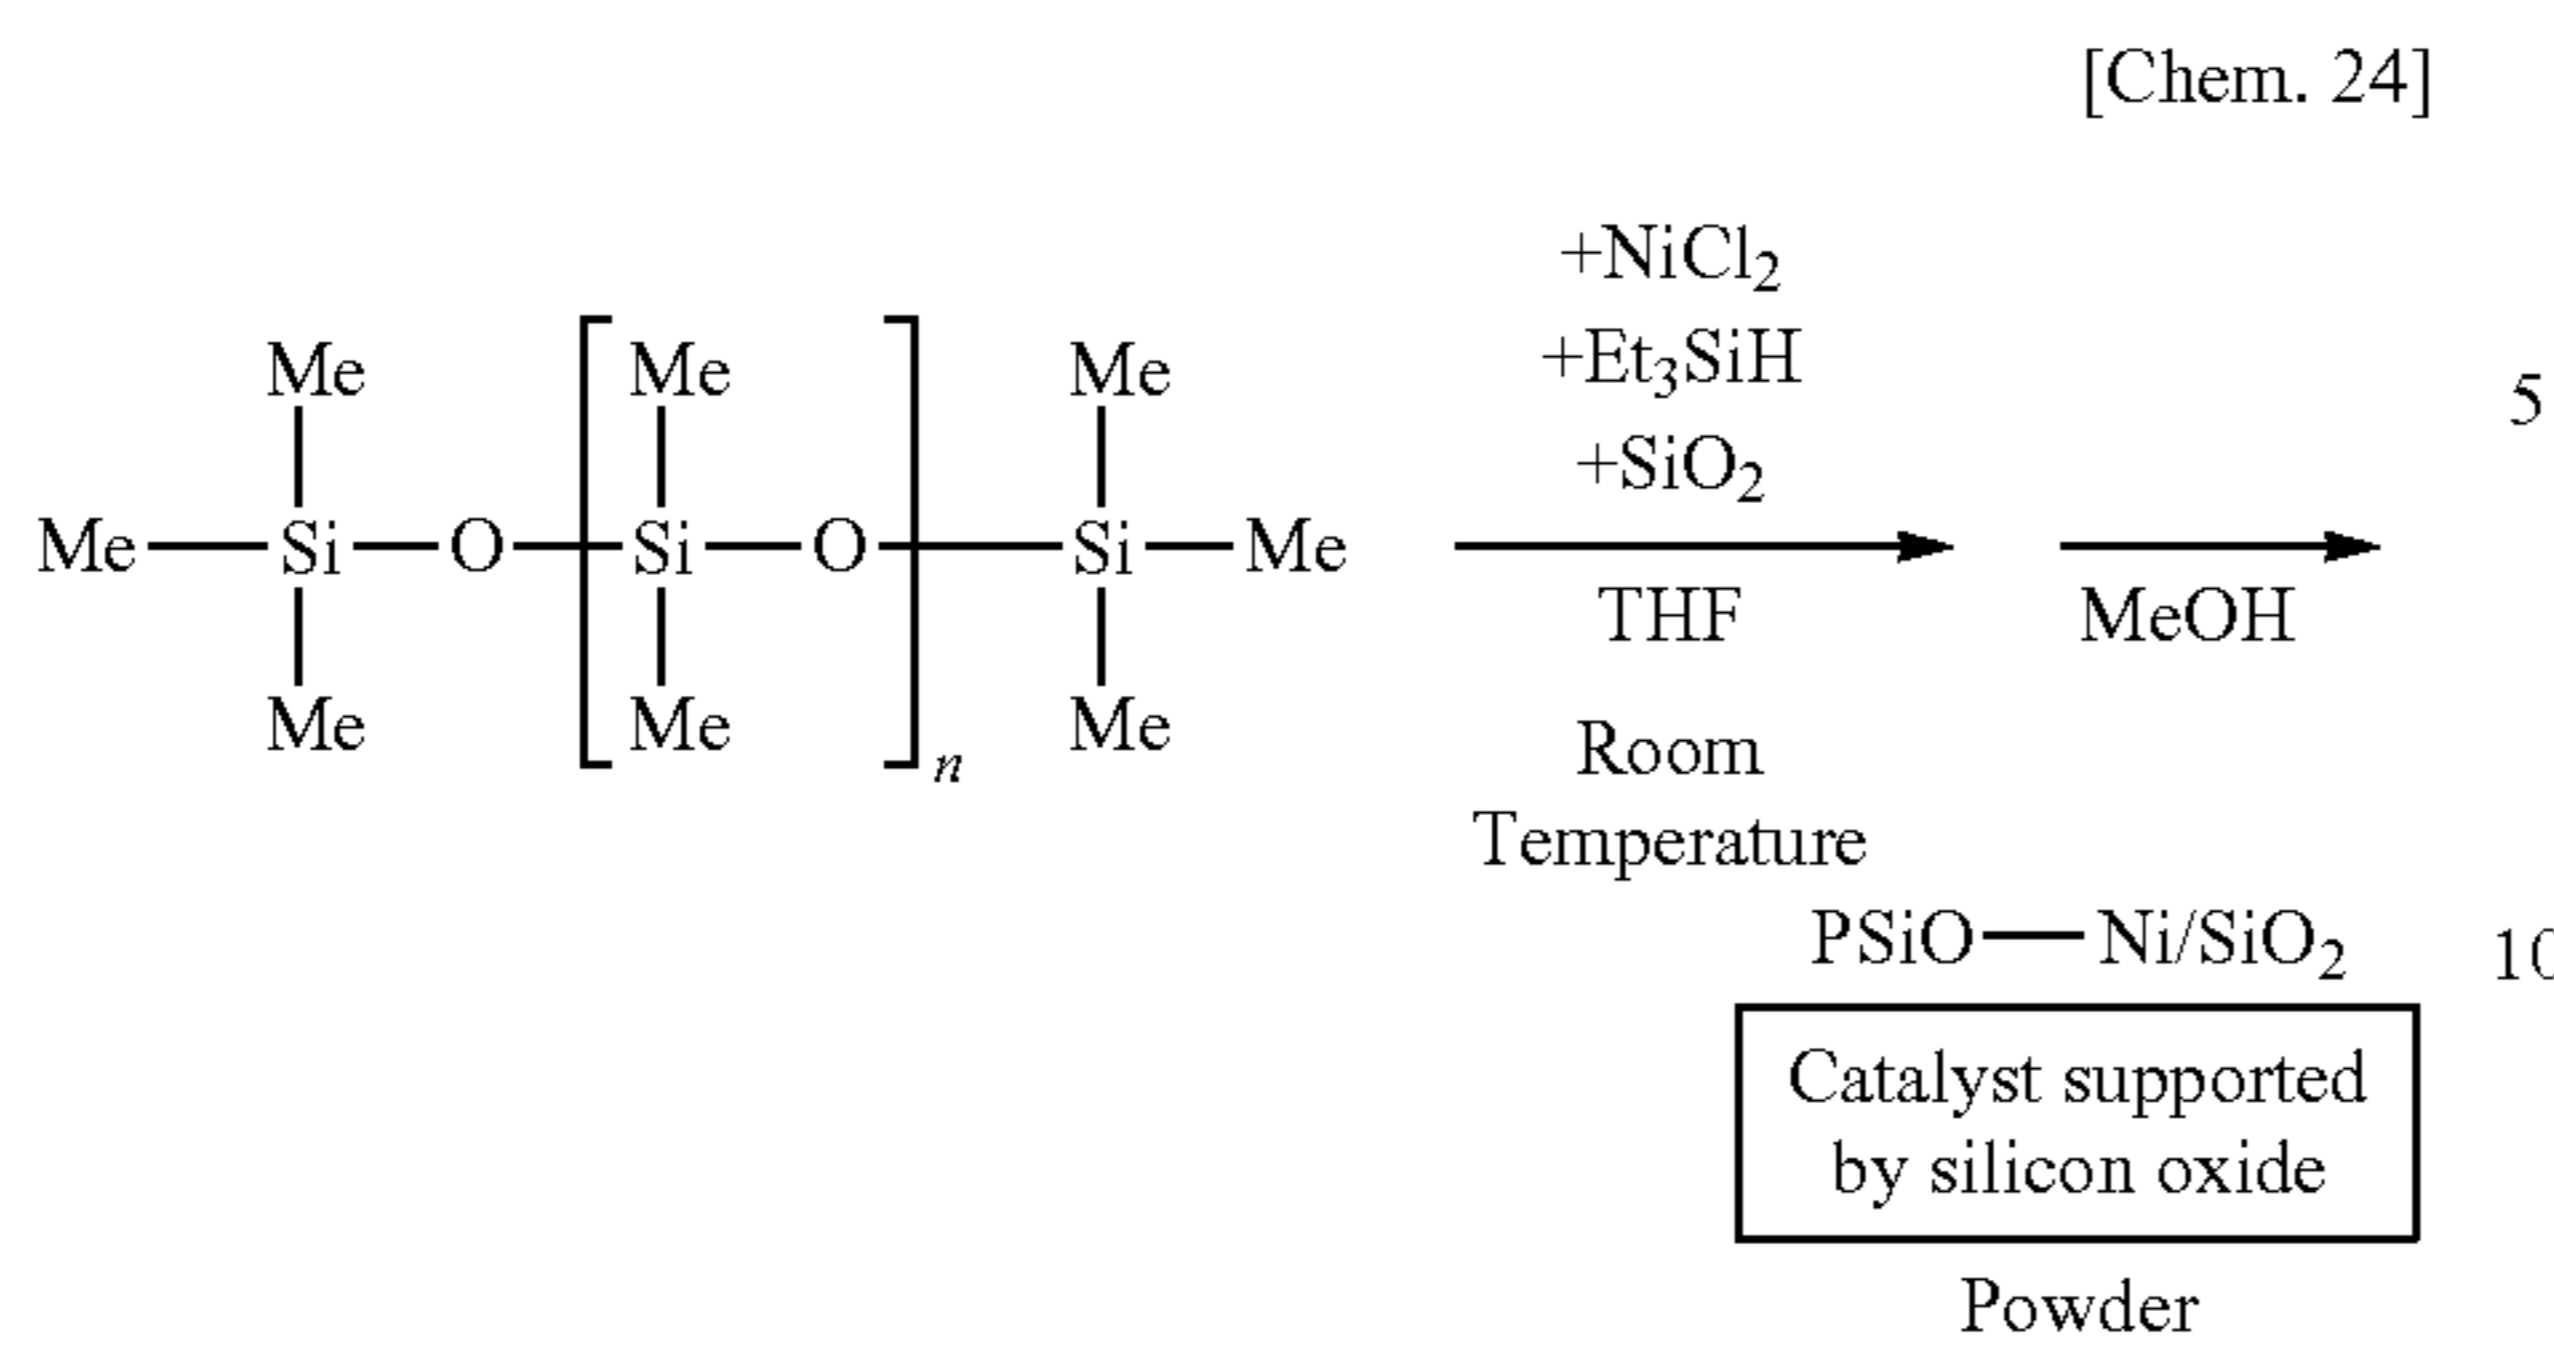 [Chem. 24]
+NiCl₂
+Et₃SiH
+SiO₂
5
Me Me Me
Me Si O Si O Si Me
THF MeOH
Me Me Me
n
Room
Temperature
PSiO—Ni/SiO₂
10
Catalyst supported
by silicon oxide
Powder